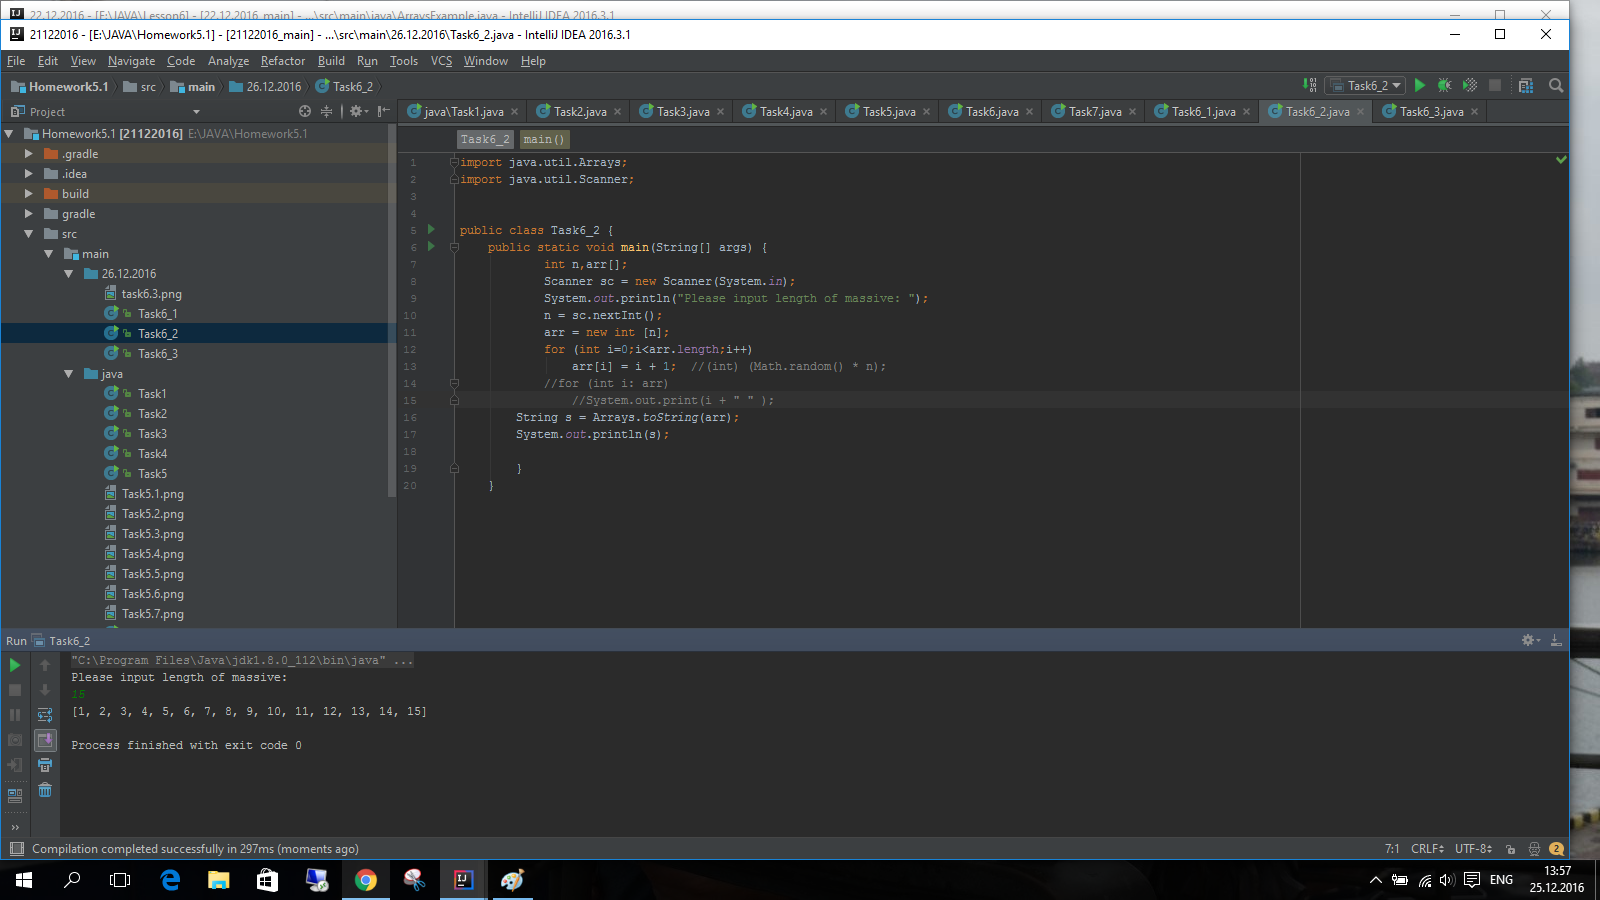 22.12.2016 - [E:\JAVA\Lesson6] - [22.12.2016_main] - ...\src\main\java\ArraysExample.java - IntelliJ IDEA 2016.3.1
21122016 - [E:\JAVA\Homework5.1] - [21122016_main] - ...\src\main\26.12.2016\Task6_2.java - IntelliJ IDEA 2016.3.1
File Edit View Navigate Code Analyze Refactor Build Run Tools VCS Window Help
Homework5.1 src main 26.12.2016 Task6_2 Task6_2
Project
java\Task1.java Task2.java Task3.java Task4.java Task5.java Task6.java Task7.java Task6_1.java Task6_2.java Task6_3.java
Homework5.1 [21122016] E:\JAVA\Homework5.1
.gradle
.idea
build
gradle
src
main
26.12.2016
task6.3.png
Task6_1
Task6_2
Task6_3
java
Task1
Task2
Task3
Task4
Task5
Task5.1.png
Task5.2.png
Task5.3.png
Task5.4.png
Task5.5.png
Task5.6.png
Task5.7.png
Task6_2 main()
1 import java.util.Arrays;
2 import java.util.Scanner;
3
4
5 public class Task6_2 {
6 public static void main(String[] args) {
7 int n,arr[];
8 Scanner sc = new Scanner(System.in);
9 System.out.println("Please input length of massive: ");
10 n = sc.nextInt();
11 arr = new int [n];
12 for (int i=0;i<arr.length;i++)
13 arr[i] = i + 1; //(int) (Math.random() * n);
14 //for (int i: arr)
15 //System.out.print(i + " " );
16 String s = Arrays.toString(arr);
17 System.out.println(s);
18
19 }
20 }
Run Task6_2
"C:\Program Files\Java\jdk1.8.0_112\bin\java" ...
Please input length of massive:
15
[1, 2, 3, 4, 5, 6, 7, 8, 9, 10, 11, 12, 13, 14, 15]
Process finished with exit code 0
Compilation completed successfully in 297ms (moments ago)
7:1 CRLF UTF-8 2
ENG
13:57
25.12.2016